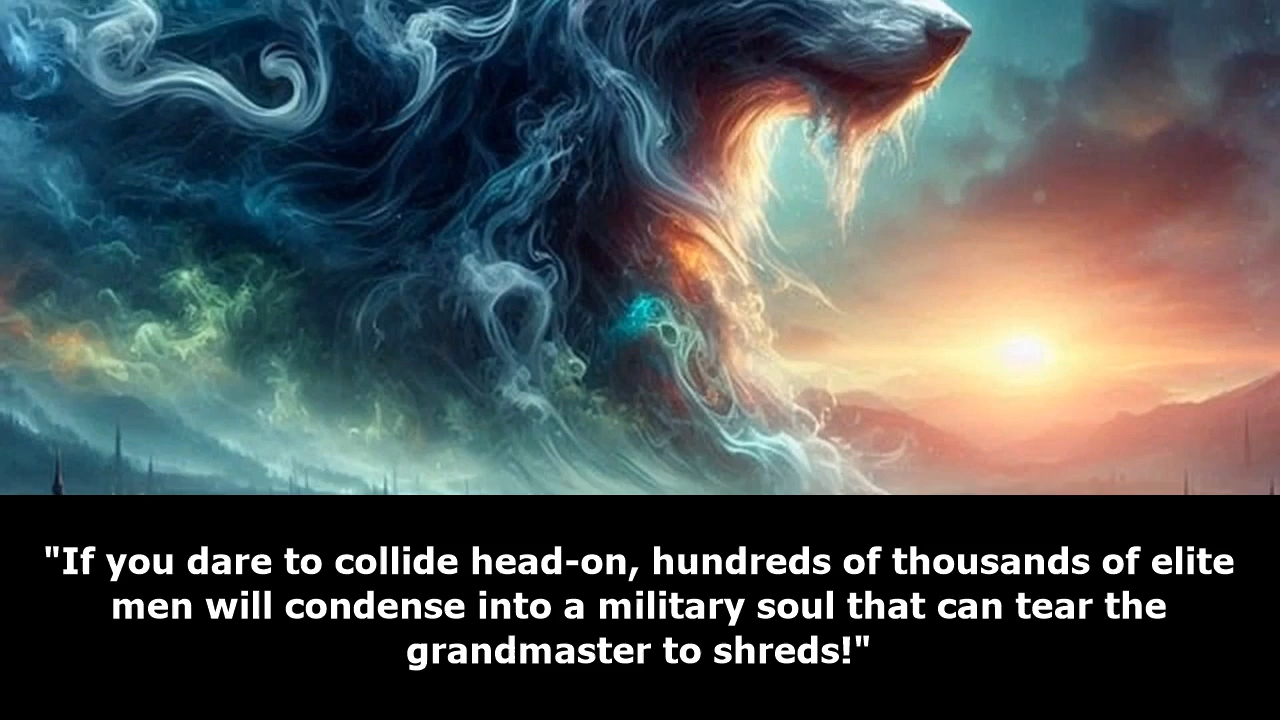 "If you dare to collide head-on, hundreds of thousands of elite
men will condense into a military soul that can tear the
grandmaster to shreds!"